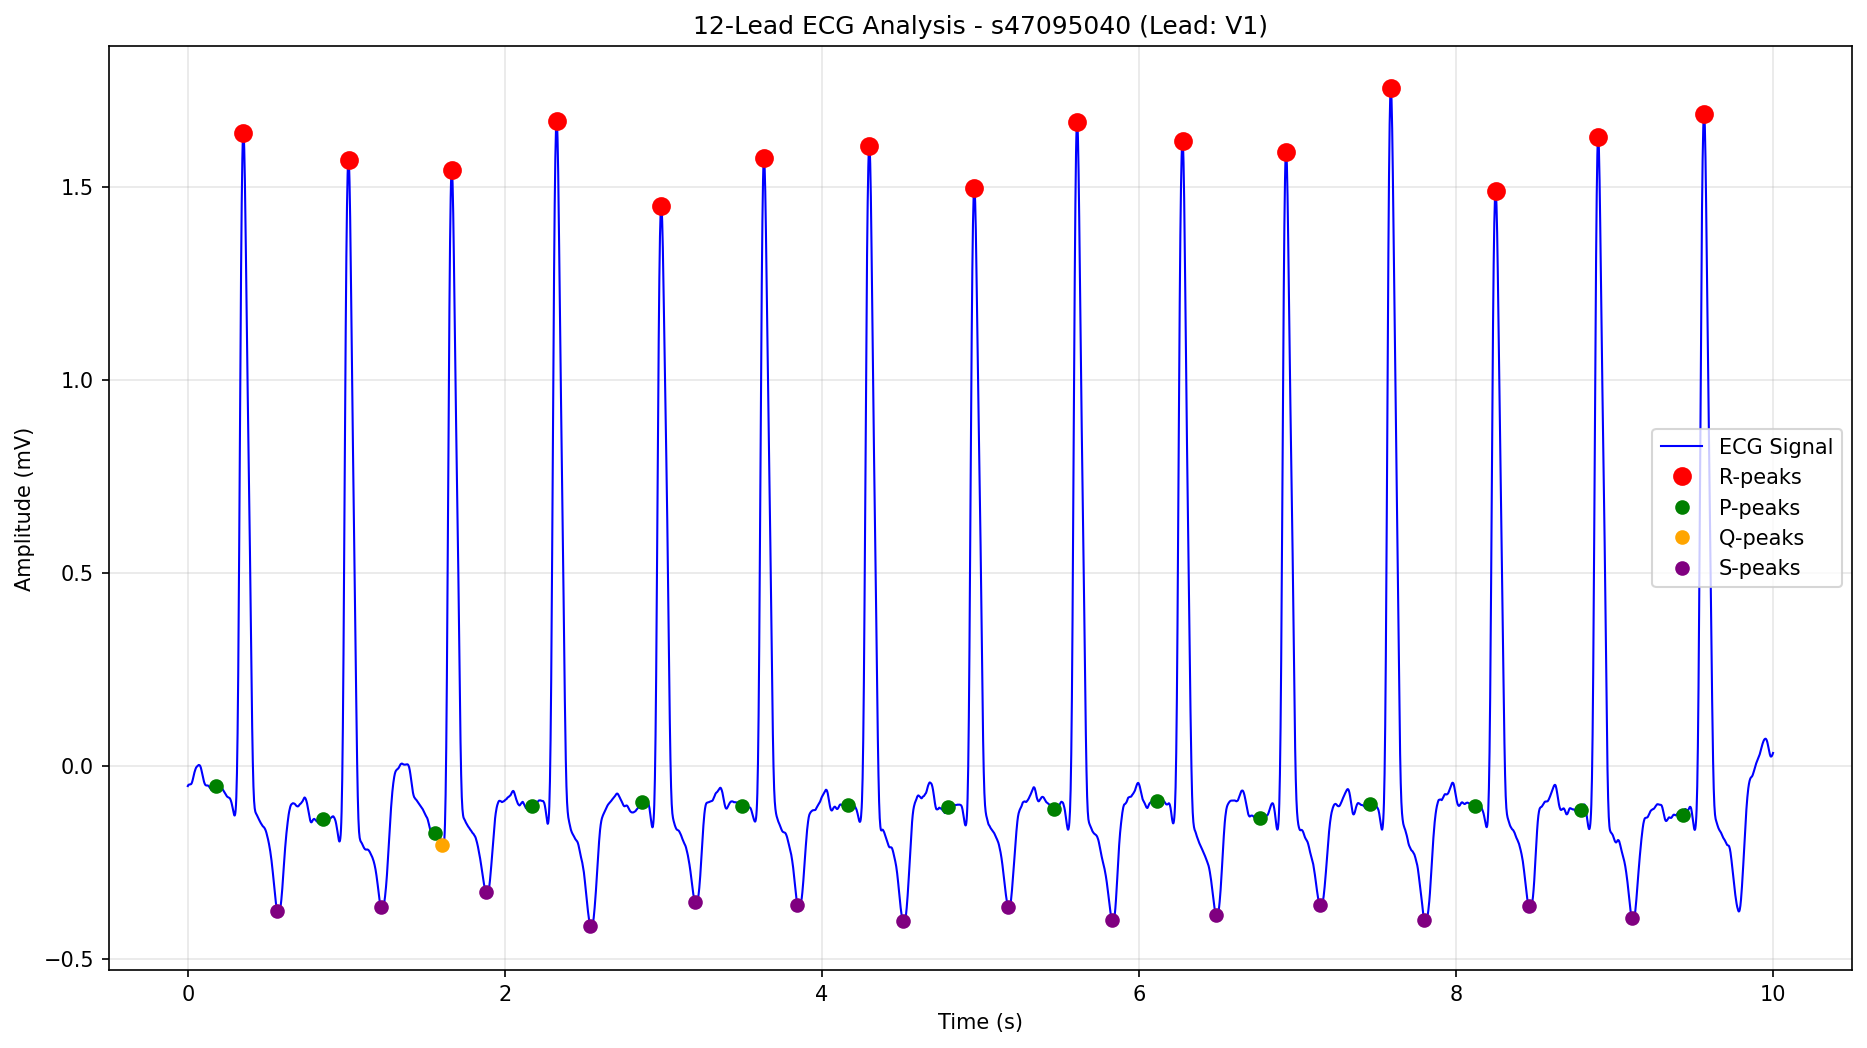 12-Lead ECG Analysis - s47095040 (Lead: V1)
Amplitude (mV)
1.5
1.0
0.5
0.0
−0.5
ECG Signal
R-peaks
P-peaks
Q-peaks
S-peaks
0 2 4 6 8 10
Time (s)